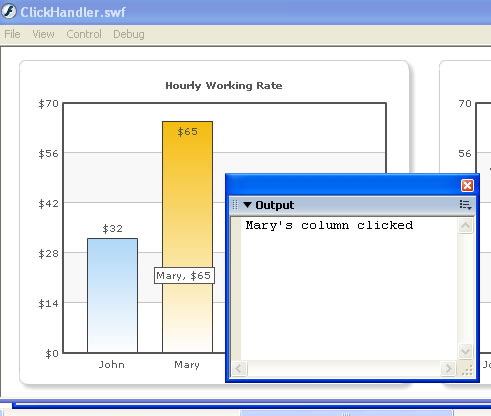 ClickHandler.swf
File View Control Debug
Hourly Working Rate
$70
$56
$42
$28
$14
$0
$32
$65
Mary, $65
John
Mary
Output
Mary's column clicked
70
56